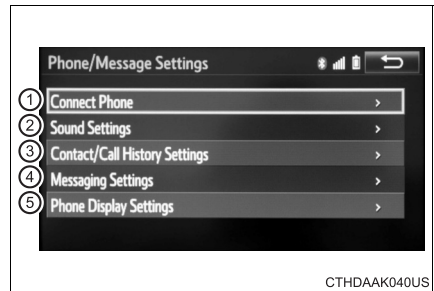 Phone/Message Settings
1 Connect Phone >
2 Sound Settings >
3 Contact/Call History Settings >
4 Messaging Settings >
5 Phone Display Settings >
CTHDAAK040US